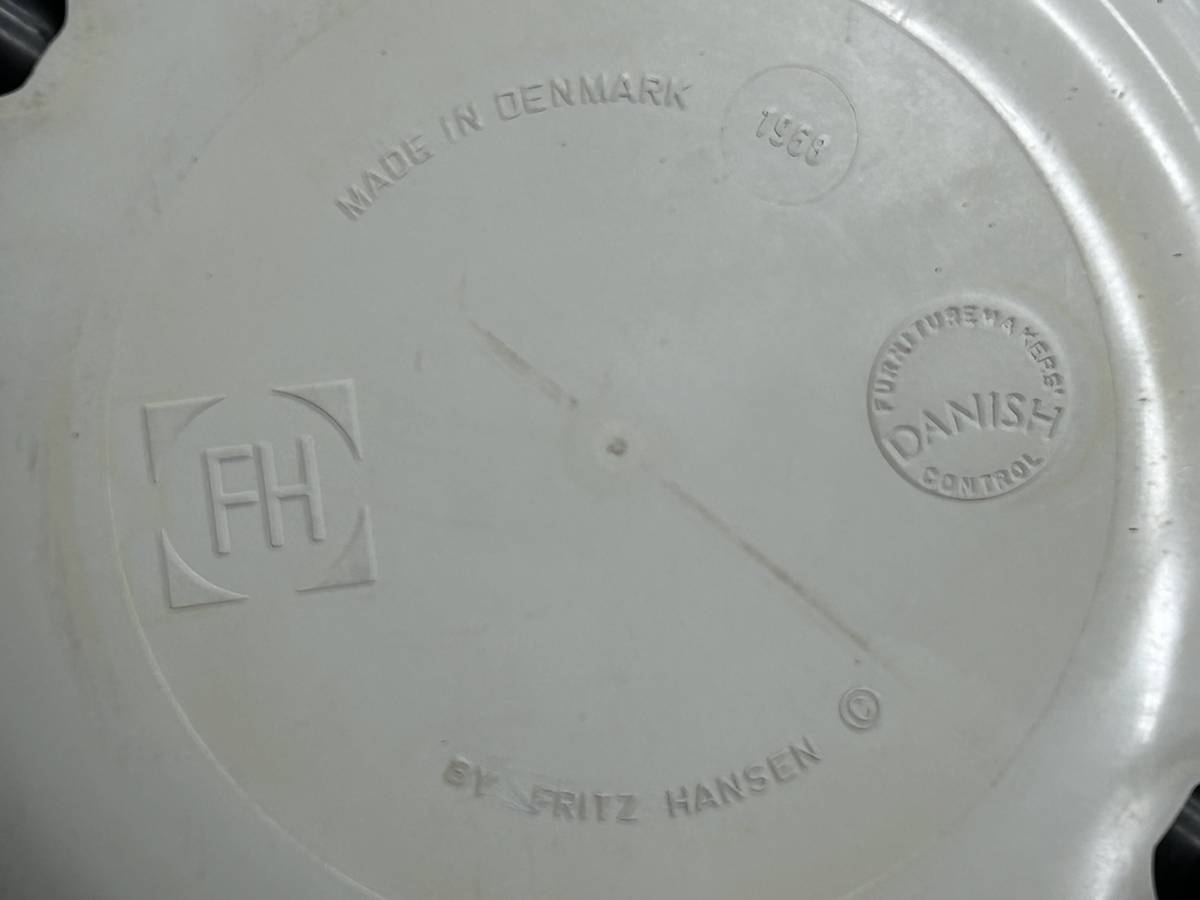 MADE IN DENMARK
1968
FURNITUREMAKERS'
DANISH
CONTROL
FH
BY FRITZ HANSEN ©